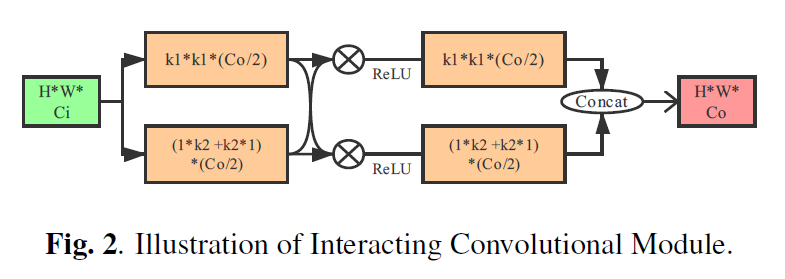 H*W*
Ci
k1*k1*(Co/2)
(1*k2 +k2*1)
*(Co/2)
ReLU
ReLU
k1*k1*(Co/2)
(1*k2 +k2*1)
*(Co/2)
Concat
H*W*
Co
Fig. 2. Illustration of Interacting Convolutional Module.